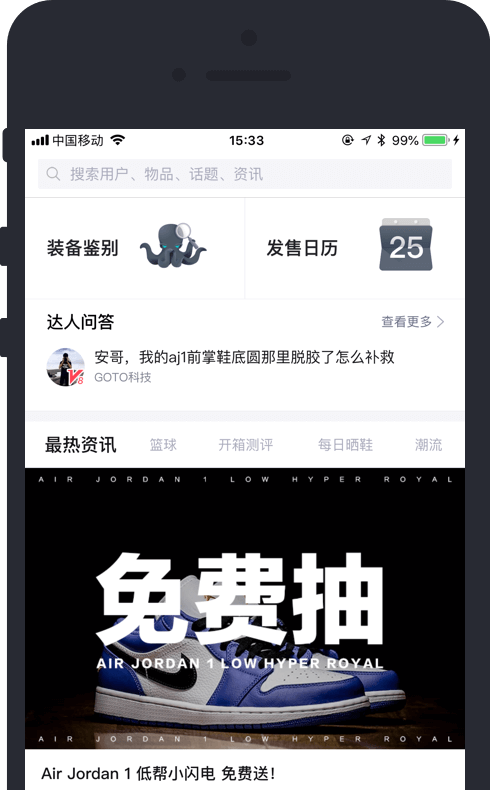 中国移动
15:33
99%
搜索用户、物品、话题、资讯
装备鉴别
发售日历
25
达人问答
查看更多
安哥，我的aj1前掌鞋底圆那里脱胶了怎么补救
GOTO科技
V8
最热资讯 篮球 开箱测评 每日晒鞋 潮流
AIR JORDAN 1 LOW HYPER ROYAL
免费抽
AIR JORDAN 1 LOW HYPER ROYAL
AIR JORDAN 1 LOW HYPER ROYAL
Air Jordan 1 低帮小闪电 免费送！